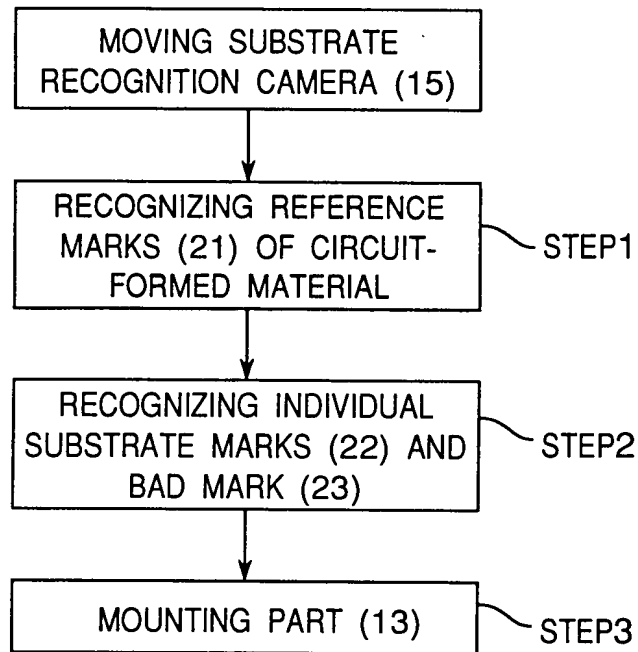 MOVING SUBSTRATE
RECOGNITION CAMERA (15)
RECOGNIZING REFERENCE
MARKS (21) OF CIRCUIT-
FORMED MATERIAL
STEP1
RECOGNIZING INDIVIDUAL
SUBSTRATE MARKS (22) AND
BAD MARK (23)
STEP2
MOUNTING PART (13)
STEP3